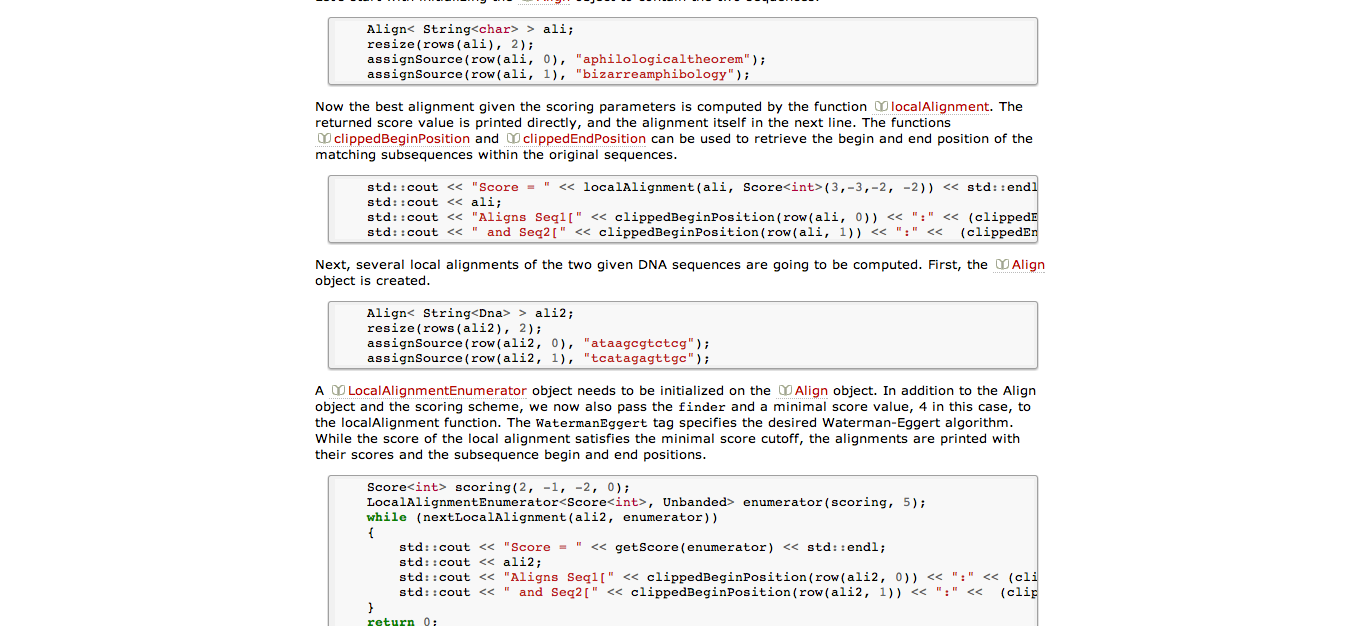 Align< String<char> > ali;
resize(rows(ali), 2);
assignSource(row(ali, 0), "aphilologicaltheorem");
assignSource(row(ali, 1), "bizarreamphibology");
Now the best alignment given the scoring parameters is computed by the function localAlignment. The
returned score value is printed directly, and the alignment itself in the next line. The functions
clippedBeginPosition and clippedEndPosition can be used to retrieve the begin and end position of the
matching subsequences within the original sequences.
std::cout << "Score = " << localAlignment(ali, Score<int>(3,-3,-2, -2)) << std::endl
std::cout << ali;
std::cout << "Aligns Seq1[" << clippedBeginPosition(row(ali, 0)) << ":" << (clippedE
std::cout << " and Seq2[" << clippedBeginPosition(row(ali, 1)) << ":" <<  (clippedEn
Next, several local alignments of the two given DNA sequences are going to be computed. First, the Align
object is created.
Align< String<Dna> > ali2;
resize(rows(ali2), 2);
assignSource(row(ali2, 0), "ataagcgtctcg");
assignSource(row(ali2, 1), "tcatagagttgc");
A LocalAlignmentEnumerator object needs to be initialized on the Align object. In addition to the Align
object and the scoring scheme, we now also pass the finder and a minimal score value, 4 in this case, to
the localAlignment function. The WatermanEggert tag specifies the desired Waterman-Eggert algorithm.
While the score of the local alignment satisfies the minimal score cutoff, the alignments are printed with
their scores and the subsequence begin and end positions.
Score<int> scoring(2, -1, -2, 0);
LocalAlignmentEnumerator<Score<int>, Unbanded> enumerator(scoring, 5);
while (nextLocalAlignment(ali2, enumerator))
{
std::cout << "Score = " << getScore(enumerator) << std::endl;
std::cout << ali2;
std::cout << "Aligns Seq1[" << clippedBeginPosition(row(ali2, 0)) << ":" << (cli
std::cout << " and Seq2[" << clippedBeginPosition(row(ali2, 1)) << ":" <<  (clip
}
return 0;